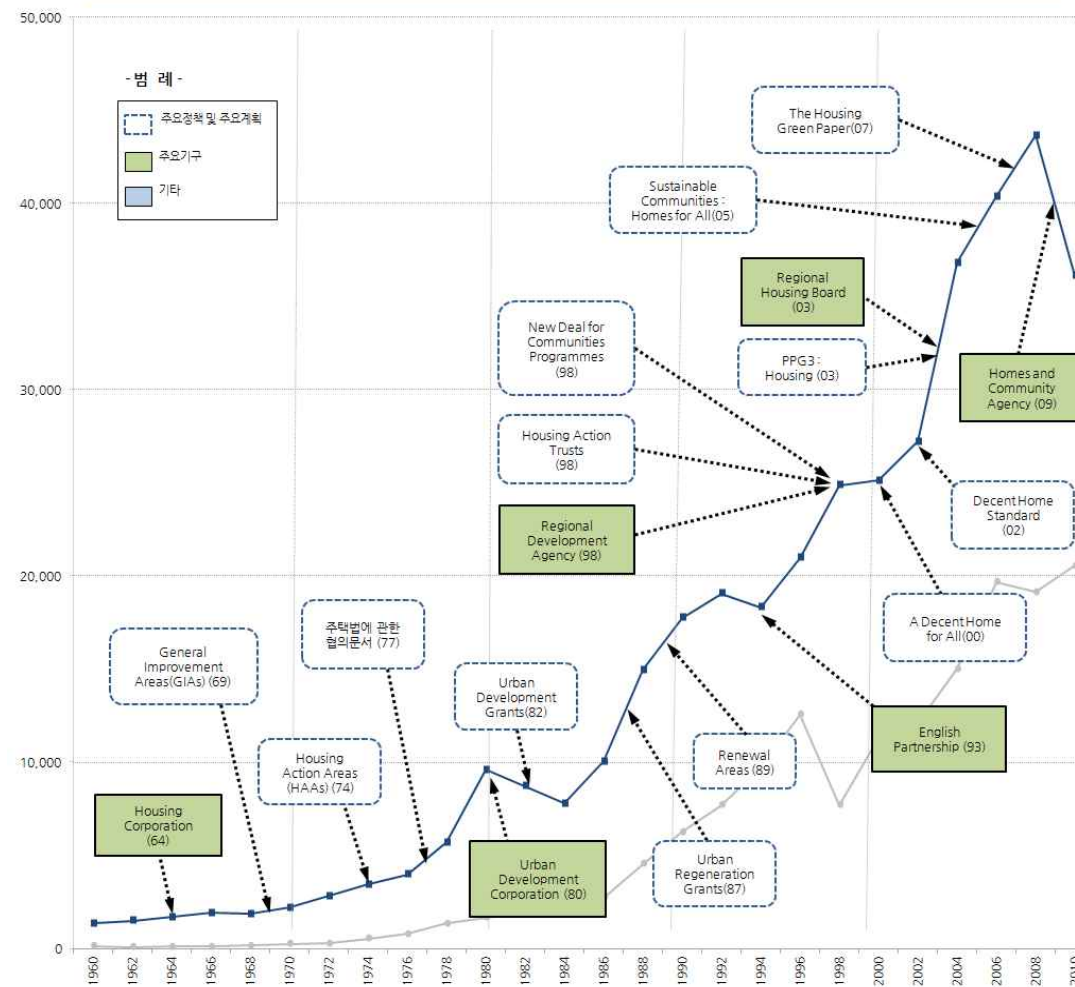 50,000
40,000
30,000
20,000
10,000
0
- 범 례 -
주요정책 및 주요계획
주요기구
기타
The Housing
Green Paper(07)
Sustainable
Communities :
Homes for All(05)
Regional
Housing Board
(03)
New Deal for
Communities
Programmes
(98)
PPG3 :
Housing (03)
Homes and
Community
Agency (09)
Housing Action
Trusts
(98)
Decent Home
Standard
(02)
Regional
Development
Agency (98)
주택법에 관한
협의문서 (77)
A Decent Home
for All(00)
General
Improvement
Areas(GIAs) (69)
Urban
Development
Grants(82)
English
Partnership (93)
Renewal
Areas (89)
Housing
Action Areas
(HAAs) (74)
Housing
Corporation
(64)
Urban
Development
Corporation (80)
Urban
Regeneration
Grants(87)
1960
1962
1964
1966
1968
1970
1972
1974
1976
1978
1980
1982
1984
1986
1988
1990
1992
1994
1996
1998
2000
2002
2004
2006
2008
2010